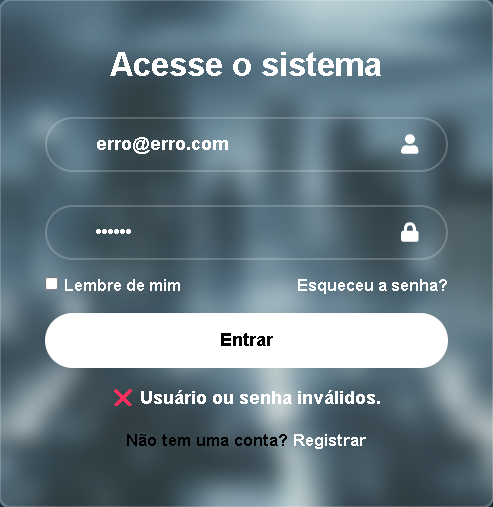 Acesse o sistema
erro@erro.com
••••••
Lembre de mim Esqueceu a senha?
Entrar
❌ Usuário ou senha inválidos.
Não tem uma conta? Registrar